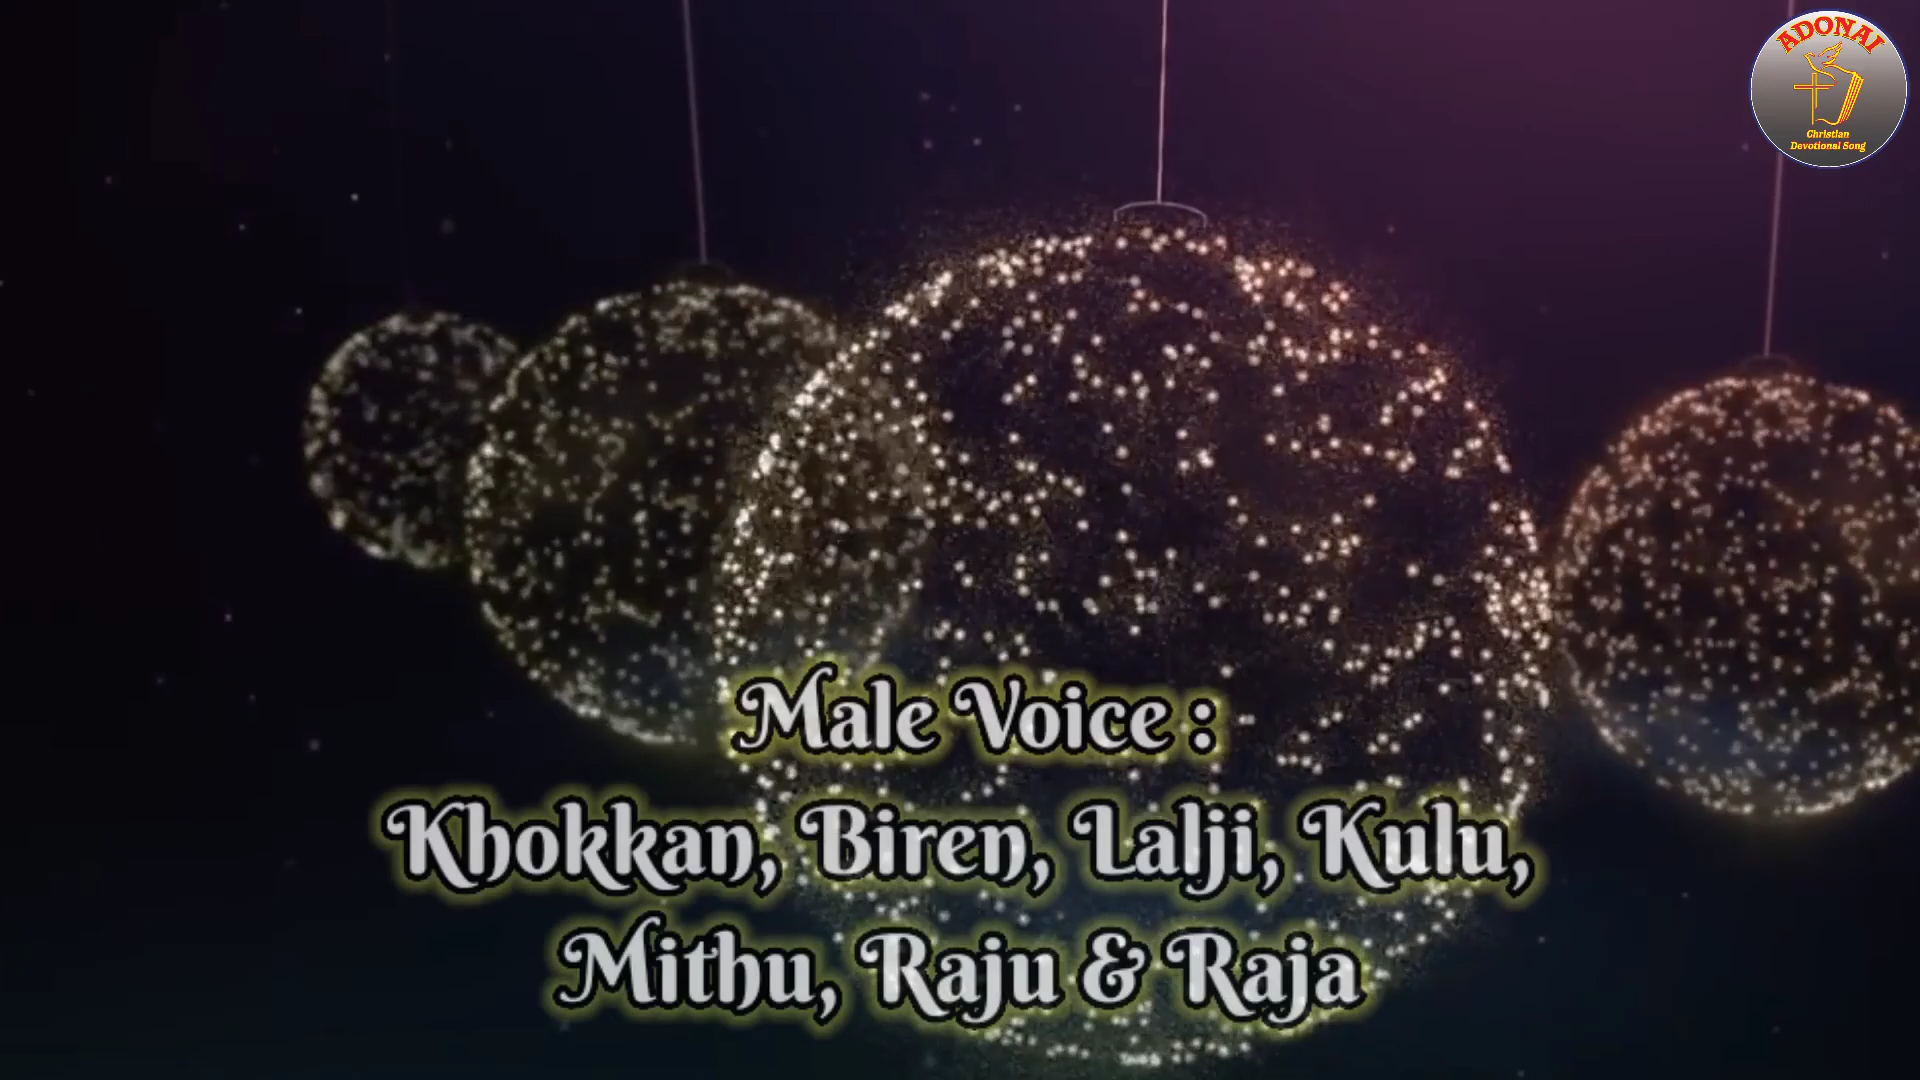 ADONAI
Christian
Devotional Song
Male Voice :
Khokkan, Biren, Lalji, Kulu,
Mithu, Raju & Raja